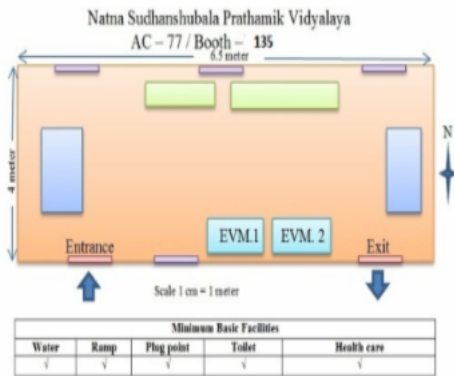 Natna Sudhanshubala Prathamik Vidyalaya
AC – 77 / Booth – 135
6.5 meter
4 meter
N
EVM.1 EVM. 2
Entrance Exit
Scale 1 cm = 1 meter
Minimum Basic Facilities
Water Ramp Plug point Toilet Health care
√ √ √ √ √